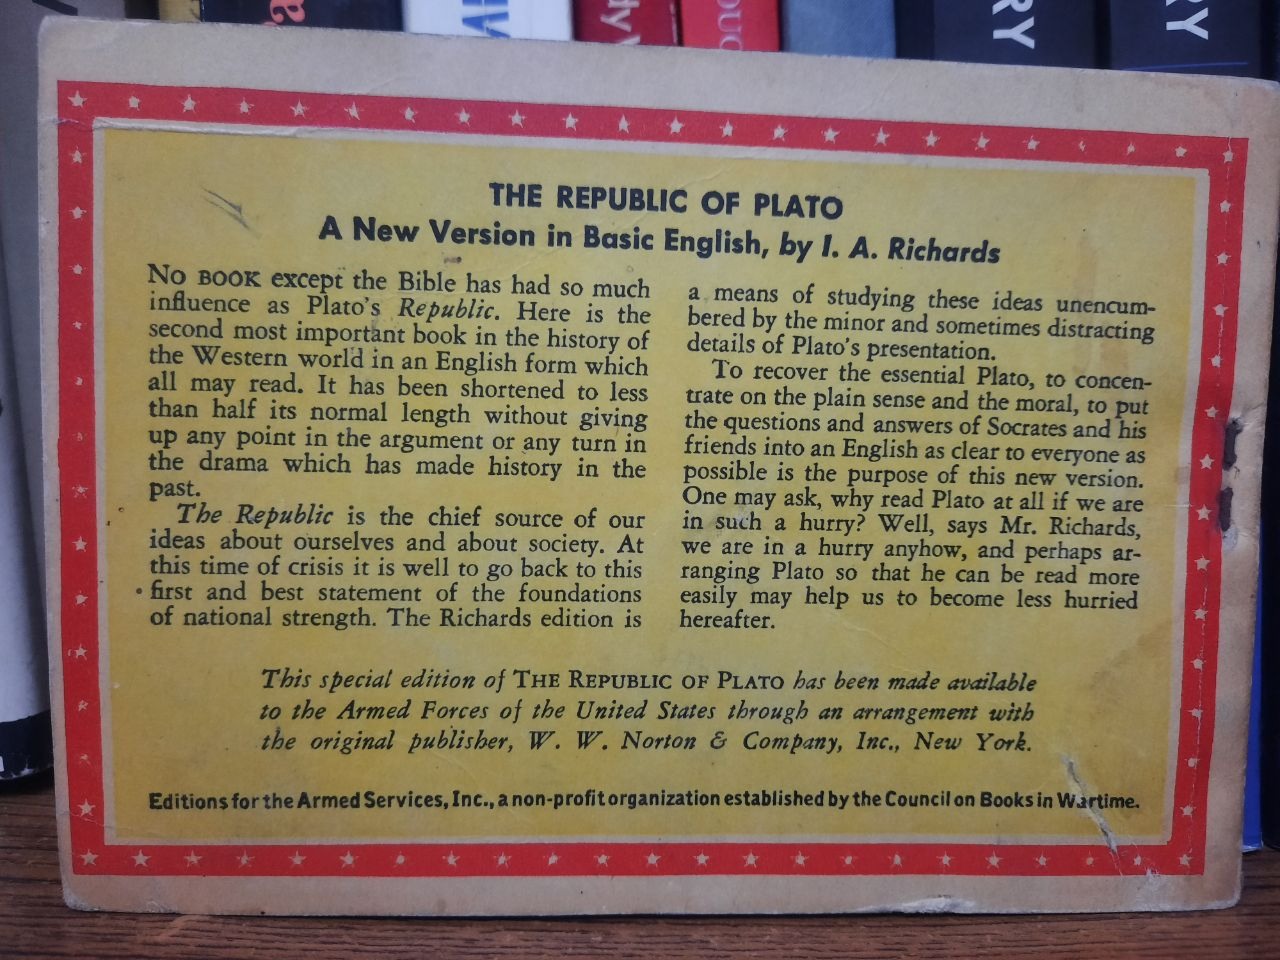 RY
RY
THE REPUBLIC OF PLATO
A New Version in Basic English, by I. A. Richards
NO BOOK except the Bible has had so much
influence as Plato's Republic. Here is the
second most important book in the history of
the Western world in an English form which
all may read. It has been shortened to less
than half its normal length without giving
up any point in the argument or any turn in
the drama which has made history in the
past.
The Republic is the chief source of our
ideas about ourselves and about society. At
this time of crisis it is well to go back to this
first and best statement of the foundations
of national strength. The Richards edition is
a means of studying these ideas unencum-
bered by the minor and sometimes distracting
details of Plato's presentation.
To recover the essential Plato, to concen-
trate on the plain sense and the moral, to put
the questions and answers of Socrates and his
friends into an English as clear to everyone as
possible is the purpose of this new version.
One may ask, why read Plato at all if we are
in such a hurry? Well, says Mr. Richards,
we are in a hurry anyhow, and perhaps ar-
ranging Plato so that he can be read more
easily may help us to become less hurried
hereafter.
This special edition of THE REPUBLIC OF PLATO has been made available
to the Armed Forces of the United States through an arrangement with
the original publisher, W. W. Norton & Company, Inc., New York.
Editions for the Armed Services, Inc., a non-profit organization established by the Council on Books in Wartime.